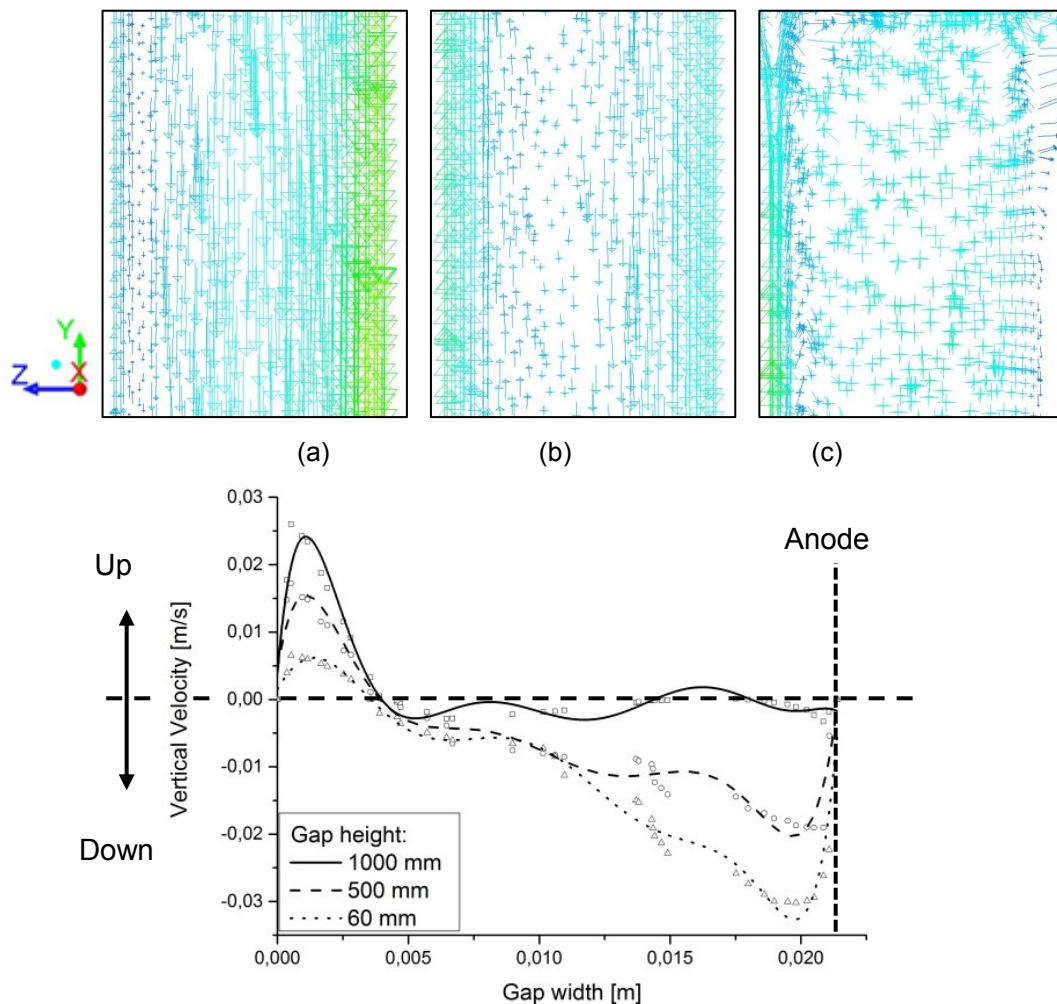 Y
Z
X
(a)
(b)
(c)
Anode
Up
Down
Vertical Velocity [m/s]
0,03
0,02
0,01
0,00
-0,01
-0,02
-0,03
Gap height:
1000 mm
500 mm
60 mm
0,000
0,005
0,010
0,015
0,020
Gap width [m]